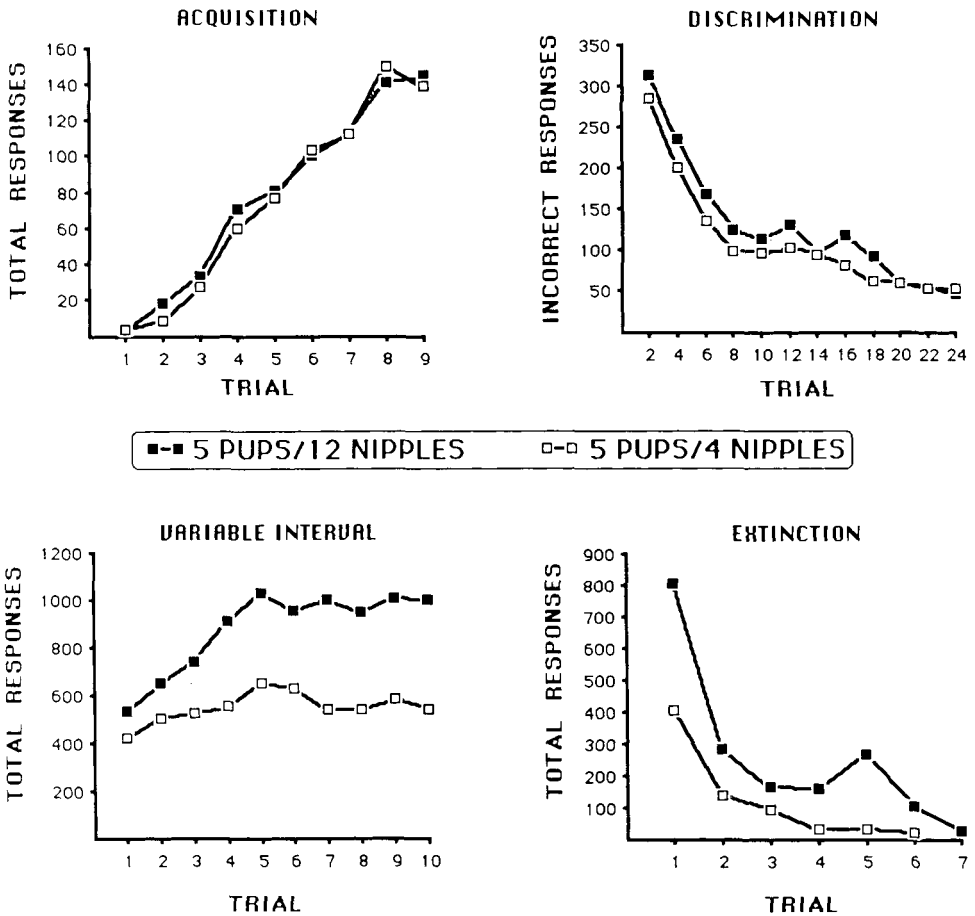 ACQUISITION
TOTAL RESPONSES
160
140
120
100
80
60
40
20
1 2 3 4 5 6 7 8 9
TRIAL
DISCRIMINATION
INCORRECT RESPONSES
350
300
250
200
150
100
50
2 4 6 8 10 12 14 16 18 20 22 24
TRIAL
5 PUPS/12 NIPPLES 5 PUPS/4 NIPPLES
VARIABLE INTERVAL
TOTAL RESPONSES
1200
1000
800
600
400
200
1 2 3 4 5 6 7 8 9 10
TRIAL
EXTINCTION
TOTAL RESPONSES
900
800
700
600
500
400
300
200
100
1 2 3 4 5 6 7
TRIAL